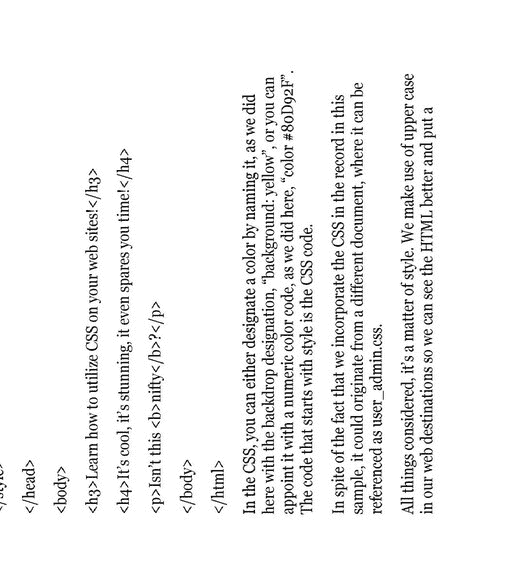 </style>
</head>
<body>
<h3>Learn how to utilize CSS on your web sites!</h3>
<h4>It's cool, it's stunning, it even spares you time!</h4>
<p>Isn't this <b>nifty</b>?</p>
</body>
</html>
In the CSS, you can either designate a color by naming it, as we did
here with the backdrop designation, "background: yellow", or you can
appoint it with a numeric color code, as we did here, "color #80D92F".
The code that starts with style is the CSS code.
In spite of the fact that we incorporate the CSS in the record in this
sample, it could originate from a different document, where it can be
referenced as user_admin.css.
All things considered, it's a matter of style. We make use of upper case
in our web destinations so we can see the HTML better and put a